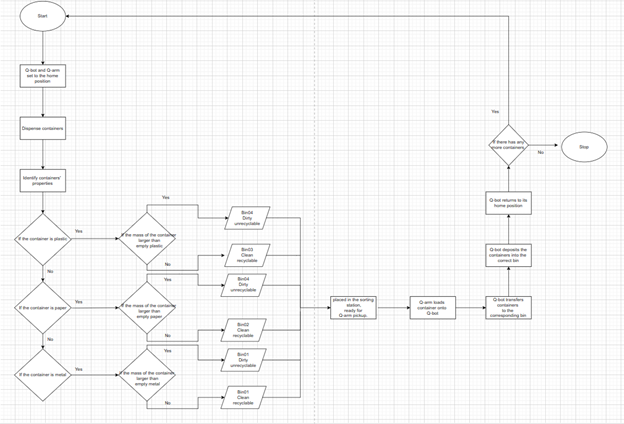 Start
Q-bot and Q-arm
set to the home
position
Dispense containers
Identify containers'
properties
If the container is plastic
Yes
If the mass of the container
larger than
empty plastic
Yes
Bin04
Dirty
unrecyclable
No
Bin03
Clean
recyclable
No
If the container is paper
Yes
If the mass of the container
larger than
empty paper
Yes
Bin04
Dirty
unrecyclable
No
Bin02
Clean
recyclable
No
If the container is metal
Yes
If the mass of the container
larger than
empty metal
Yes
Bin01
Dirty
unrecyclable
No
Bin01
Clean
recyclable
placed in the sorting
station,
ready for
Q-arm pickup.
Q-arm loads
container onto
Q-bot
Q-bot transfers
containers
to the
corresponding bin
Q-bot deposits the
containers into the
correct bin
Q-bot returns to its
home position
If there has any
more containers
Yes
No
Stop